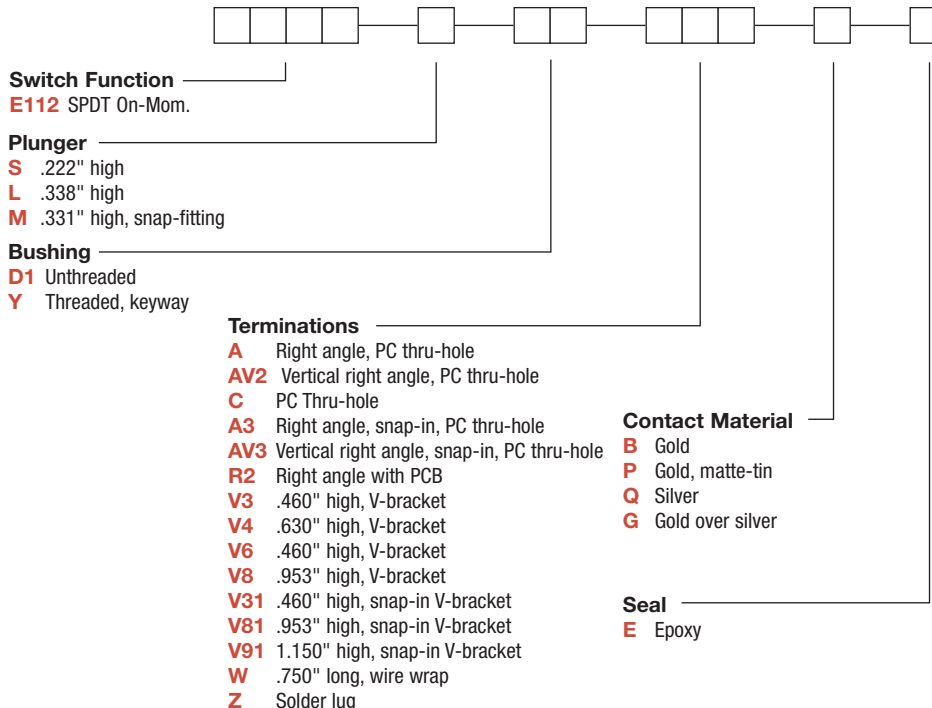 Switch Function
E112 SPDT On-Mom.
Plunger
S .222" high
L .338" high
M .331" high, snap-fitting
Bushing
D1 Unthreaded
Y Threaded, keyway
Terminations
A Right angle, PC thru-hole
AV2 Vertical right angle, PC thru-hole
C PC Thru-hole
A3 Right angle, snap-in, PC thru-hole
AV3 Vertical right angle, snap-in, PC thru-hole
R2 Right angle with PCB
V3 .460" high, V-bracket
V4 .630" high, V-bracket
V6 .460" high, V-bracket
V8 .953" high, V-bracket
V31 .460" high, snap-in V-bracket
V81 .953" high, snap-in V-bracket
V91 1.150" high, snap-in V-bracket
W .750" long, wire wrap
Z Solder lug
Contact Material
B Gold
P Gold, matte-tin
Q Silver
G Gold over silver
Seal
E Epoxy